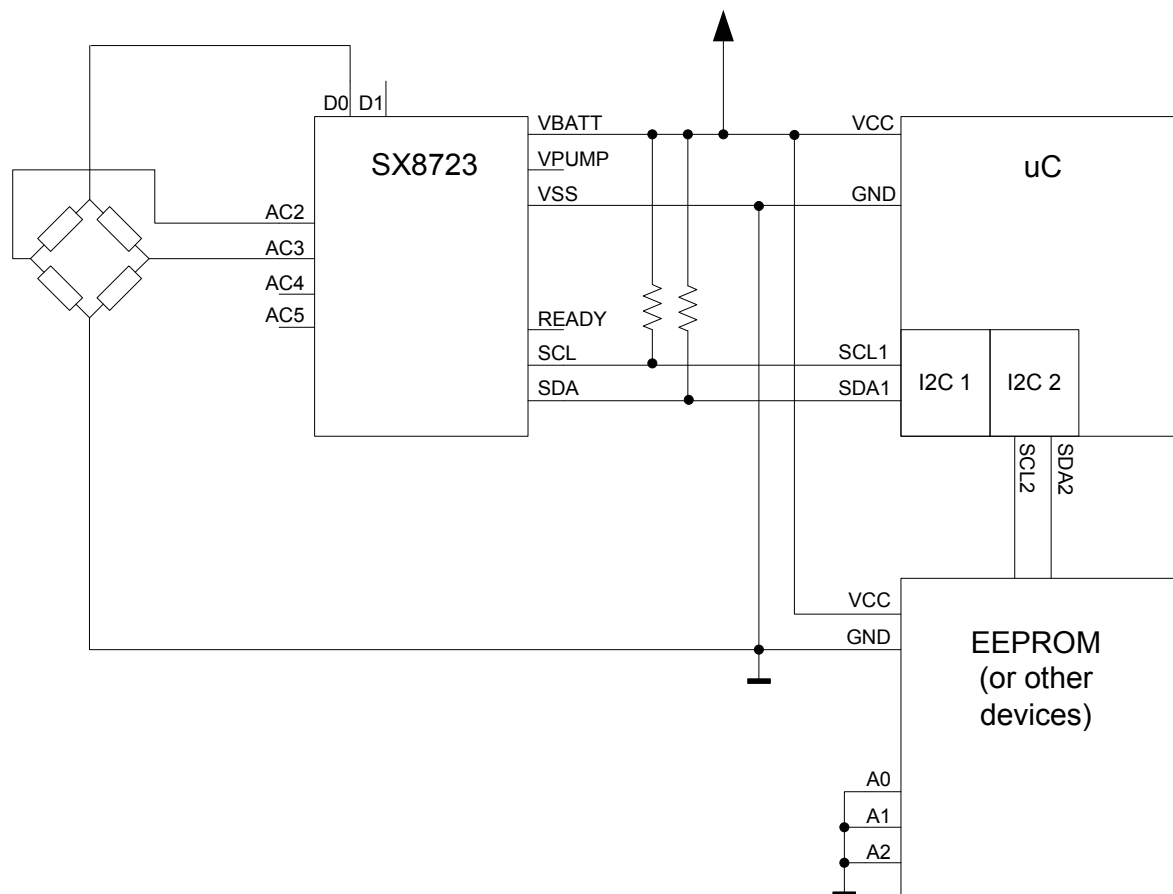 D0 D1
VBATT
VCC
SX8723
uC
VPUMP
VSS
GND
AC2
AC3
AC4
AC5
READY
SCL
SCL1
I2C 1
I2C 2
SDA
SDA1
SCL2
SDA2
VCC
GND
EEPROM
(or other
devices)
A0
A1
A2